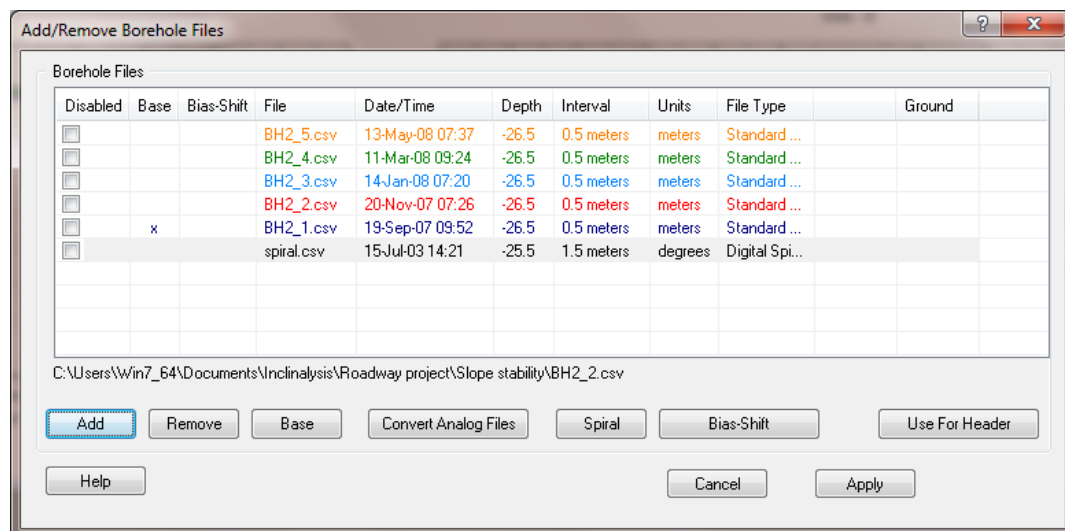 Add/Remove Borehole Files
Borehole Files
Disabled Base Bias-Shift File Date/Time Depth Interval Units File Type Ground
BH2_5.csv 13-May-08 07:37 -26.5 0.5 meters meters Standard ...
BH2_4.csv 11-Mar-08 09:24 -26.5 0.5 meters meters Standard ...
BH2_3.csv 14-Jan-08 07:20 -26.5 0.5 meters meters Standard ...
BH2_2.csv 20-Nov-07 07:26 -26.5 0.5 meters meters Standard ...
x BH2_1.csv 19-Sep-07 09:52 -26.5 0.5 meters meters Standard ...
spiral.csv 15-Jul-03 14:21 -25.5 1.5 meters degrees Digital Spi...
C:\Users\Win7_64\Documents\Inclinalysis\Roadway project\Slope stability\BH2_2.csv
Add Remove Base Convert Analog Files Spiral Bias-Shift Use For Header
Help Cancel Apply